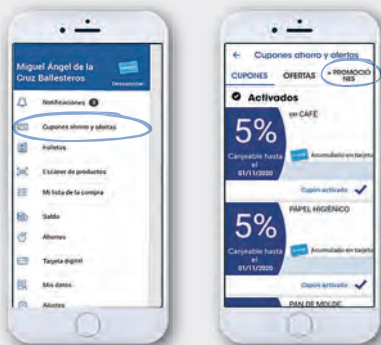 Miguel Ángel de la
Cruz Ballesteros
Desconectar
Notificaciones
Cupones ahorro y ofertas
Folletos
Escaner de productos
Mi lista de la compra
Saldo
Ahorros
Tarjeta digital
Mis datos
Ajustes
Cupones ahorro y ofertas
CUPONES
OFERTAS
+ PROMOCIO
NES
Activados
5%
en CAFÉ
Canjeable hasta
el
01/11/2020
Acumulado en tarjeta
Cupón activado
5%
PAPEL HIGIÉNICO
Canjeable hasta
el
01/11/2020
Acumulado en tarjeta
Cupón activado
PAN DE MOLDE